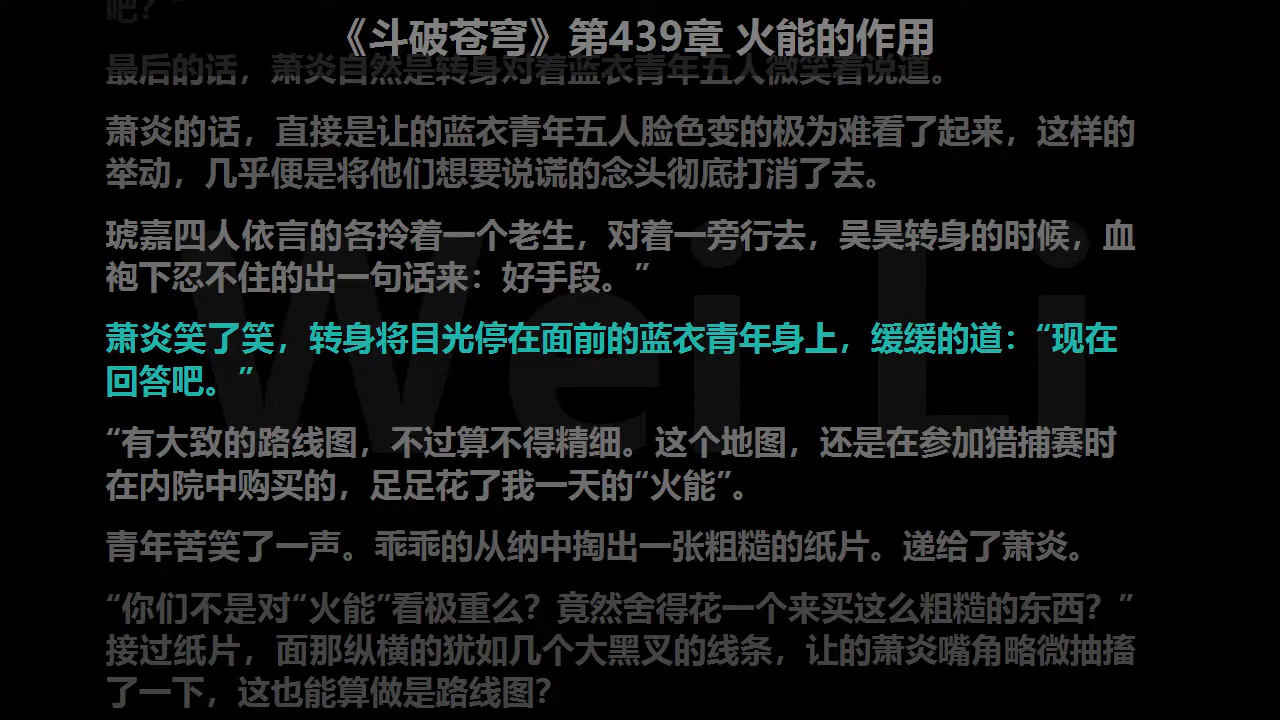 吧？”
《斗破苍穹》第439章 火能的作用
最后的话，萧炎自然是转身对着蓝衣青年五人微笑着说道。
萧炎的话，直接是让的蓝衣青年五人脸色变的极为难看了起来，这样的
举动，几乎便是将他们想要说谎的念头彻底打消了去。
琥嘉四人依言的各拎着一个老生，对着一旁行去，吴昊转身的时候，血
袍下忍不住的出一句话来：好手段。”
萧炎笑了笑，转身将目光停在面前的蓝衣青年身上，缓缓的道：“现在
回答吧。”
“有大致的路线图，不过算不得精细。这个地图，还是在参加猎捕赛时
在内院中购买的，足足花了我一天的“火能”。
青年苦笑了一声。乖乖的从纳中掏出一张粗糙的纸片。递给了萧炎。
“你们不是对“火能”看极重么？竟然舍得花一个来买这么粗糙的东西？”
接过纸片，面那纵横的犹如几个大黑叉的线条，让的萧炎嘴角略微抽搐
了一下，这也能算做是路线图？
Wei Li